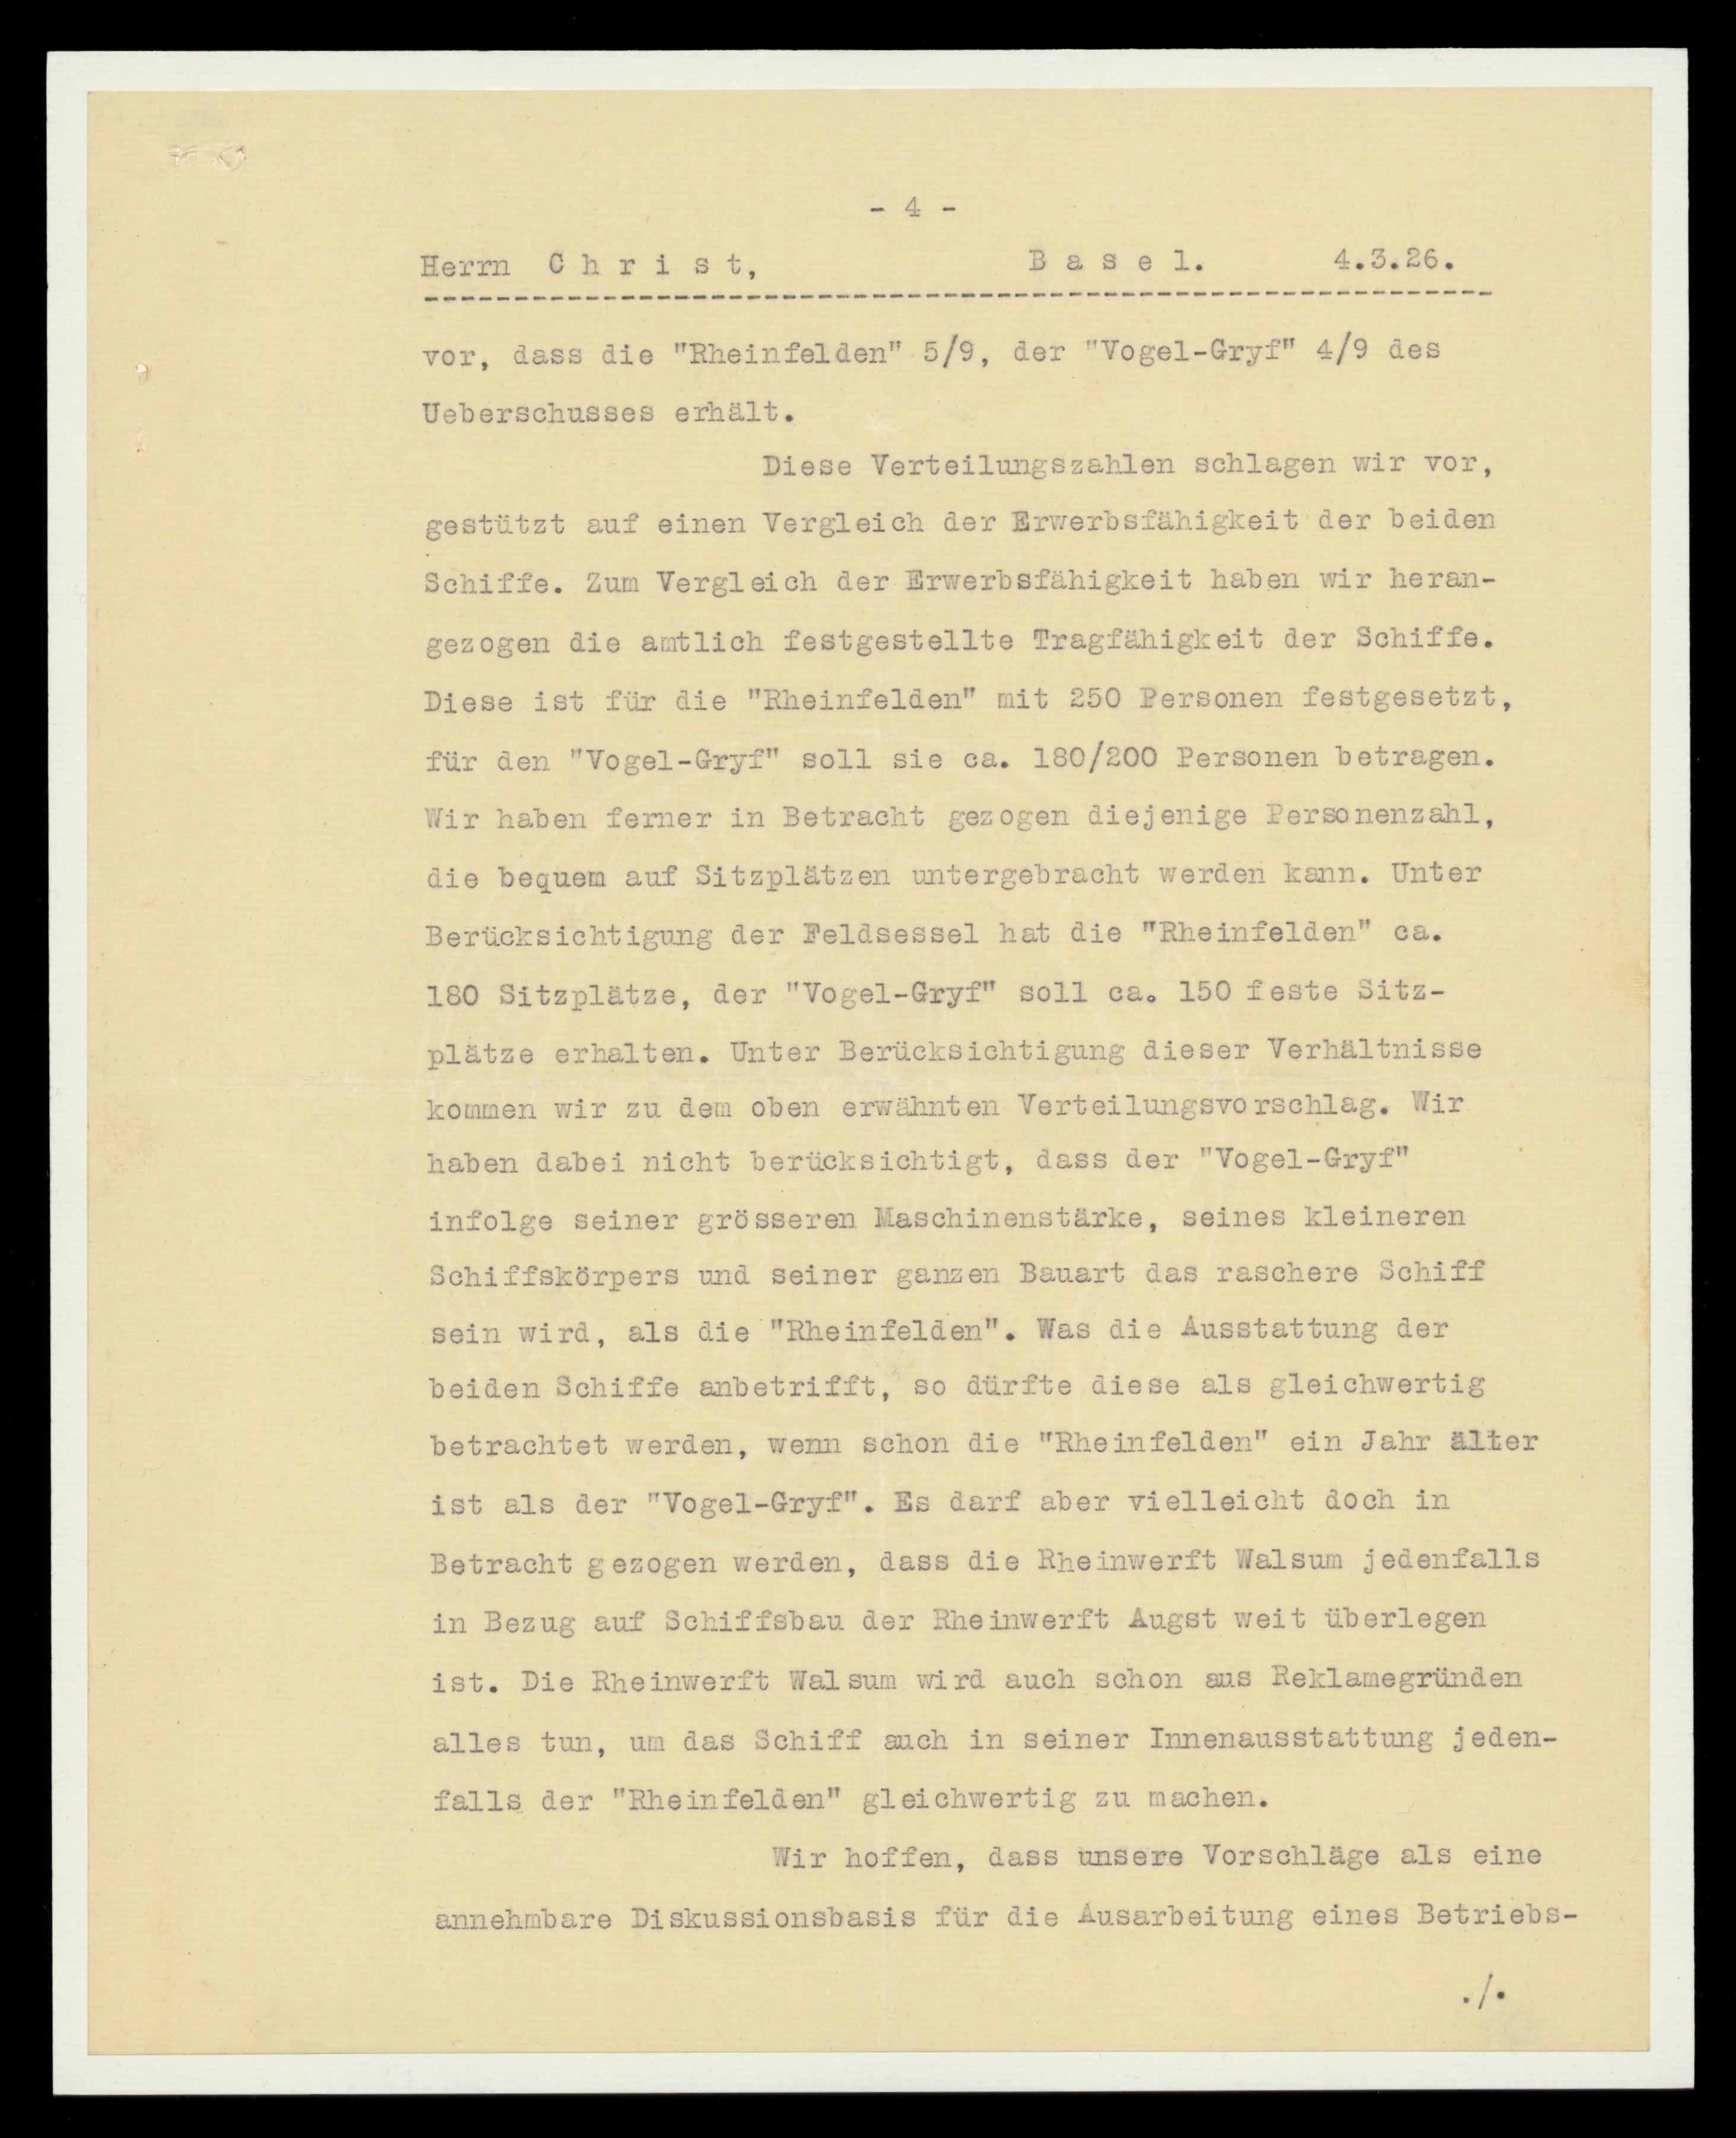 - 4 -
Herrn C h r i s t, B a s e l. 4.3.26.
vor, dass die "Rheinfelden" 5/9, der "Vogel-Gryf" 4/9 des
Ueberschusses erhält.
Diese Verteilungszahlen schlagen wir vor,
gestützt auf einen Vergleich der Erwerbsfähigkeit der beiden
Schiffe. Zum Vergleich der Erwerbsfähigkeit haben wir heran-
gezogen die amtlich festgestellte Tragfähigkeit der Schiffe.
Diese ist für die "Rheinfelden" mit 250 Personen festgesetzt,
für den "Vogel-Gryf" soll sie ca. 180/200 Personen betragen.
Wir haben ferner in Betracht gezogen diejenige Personenzahl,
die bequem auf Sitzplätzen untergebracht werden kann. Unter
Berücksichtigung der Feldsessel hat die "Rheinfelden" ca.
180 Sitzplätze, der "Vogel-Gryf" soll ca. 150 feste Sitz-
plätze erhalten. Unter Berücksichtigung dieser Verhältnisse
kommen wir zu dem oben erwähnten Verteilungsvorschlag. Wir
haben dabei nicht berücksichtigt, dass der "Vogel-Gryf"
infolge seiner grösseren Maschinenstärke, seines kleineren
Schiffskörpers und seiner ganzen Bauart das raschere Schiff
sein wird, als die "Rheinfelden". Was die Ausstattung der
beiden Schiffe anbetrifft, so dürfte diese als gleichwertig
betrachtet werden, wenn schon die "Rheinfelden" ein Jahr älter
ist als der "Vogel-Gryf". Es darf aber vielleicht doch in
Betracht gezogen werden, dass die Rheinwerft Walsum jedenfalls
in Bezug auf Schiffsbau der Rheinwerft Augst weit überlegen
ist. Die Rheinwerft Walsum wird auch schon aus Reklamegründen
alles tun, um das Schiff auch in seiner Innenausstattung jeden-
falls der "Rheinfelden" gleichwertig zu machen.
Wir hoffen, dass unsere Vorschläge als eine
annehmbare Diskussionsbasis für die Ausarbeitung eines Betriebs-
./.